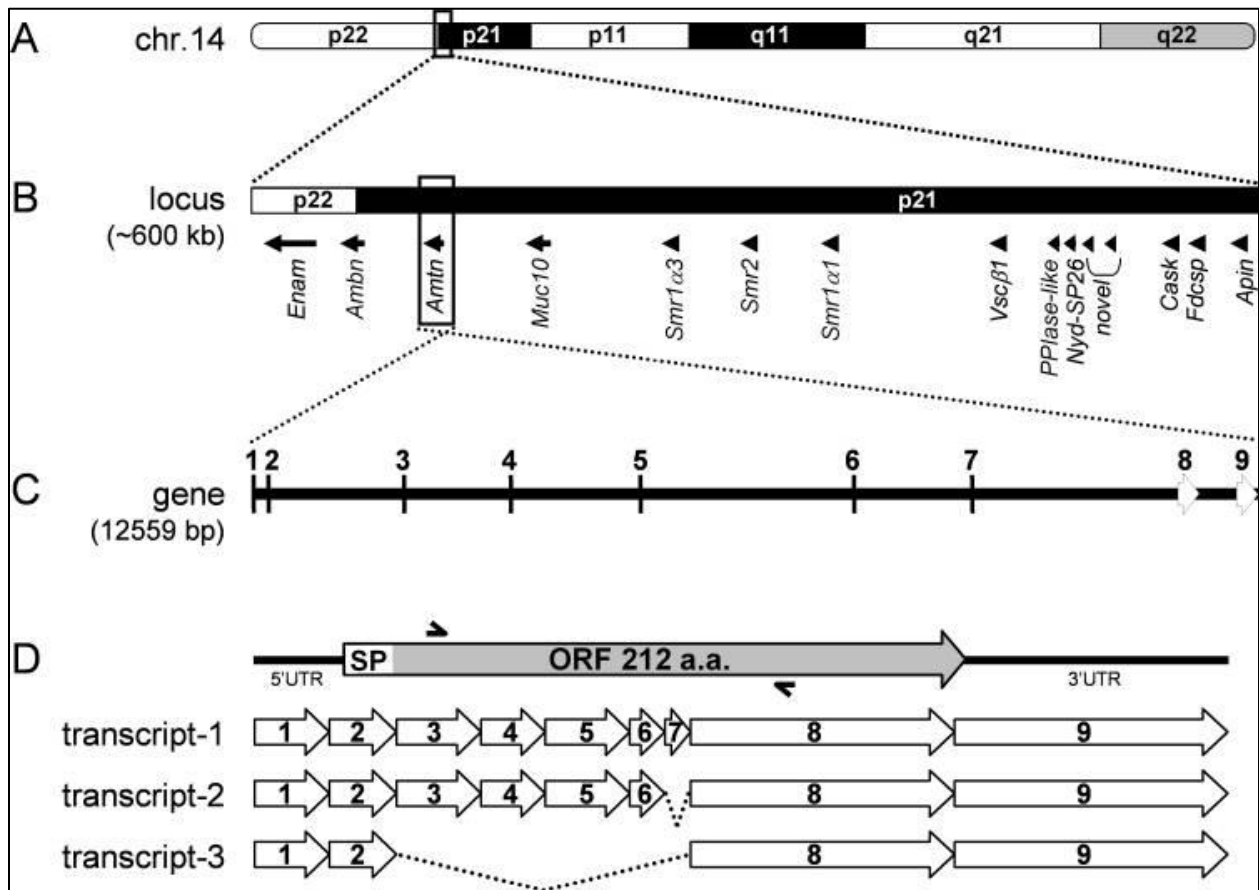 A chr.14 p22 p21 p11 q11 q21 q22
B locus p22 p21
(~600 kb)
Enam Ambn Amtn Muc10 Smr1α3 Smr2 Smr1α1 Vscβ1 PPlase-like Nyd-SP26 novel Cask Fdcsp Apin
1 2 3 4 5 6 7 8 9
C gene
(12559 bp)
D SP ORF 212 a.a.
5'UTR 3'UTR
transcript-1 1 2 3 4 5 6 7 8 9
transcript-2 1 2 3 4 5 6 8 9
transcript-3 1 2 8 9